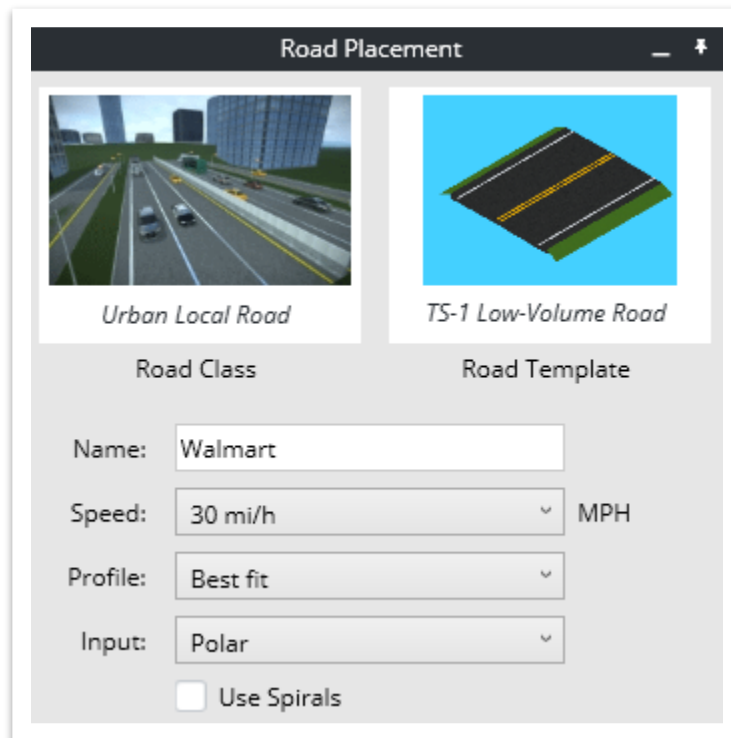 Road Placement
Urban Local Road
TS-1 Low-Volume Road
Road Class
Road Template
Name: Walmart
Speed: 30 mi/h MPH
Profile: Best fit
Input: Polar
Use Spirals